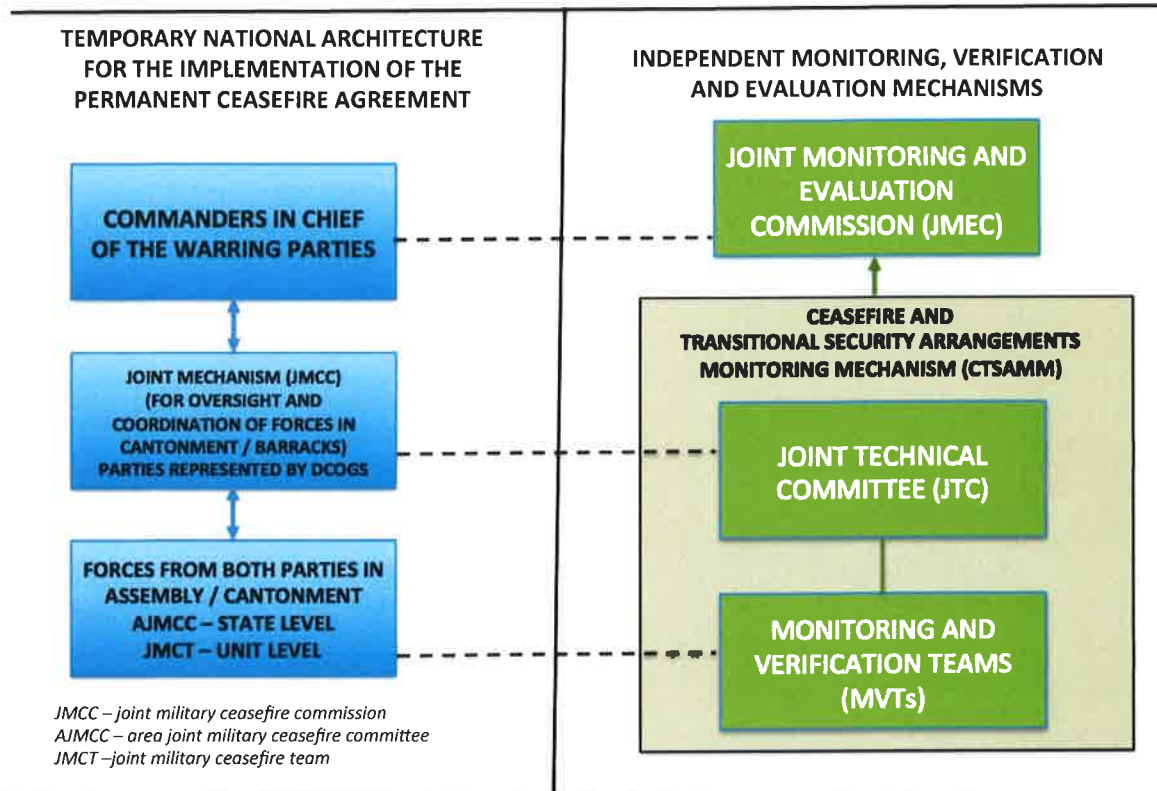 TEMPORARY NATIONAL ARCHITECTURE
FOR THE IMPLEMENTATION OF THE
PERMANENT CEASEFIRE AGREEMENT
COMMANDERS IN CHIEF
OF THE WARRING PARTIES
JOINT MECHANISM (JMCC)
(FOR OVERSIGHT AND
COORDINATION OF FORCES IN
CANTONMENT / BARRACKS)
PARTIES REPRESENTED BY DCOGS
FORCES FROM BOTH PARTIES IN
ASSEMBLY / CANTONMENT
AJMCC – STATE LEVEL
JMCT – UNIT LEVEL
JMCC – joint military ceasefire commission
AJMCC – area joint military ceasefire committee
JMCT –joint military ceasefire team
INDEPENDENT MONITORING, VERIFICATION
AND EVALUATION MECHANISMS
JOINT MONITORING AND
EVALUATION
COMMISSION (JMEC)
CEASEFIRE AND
TRANSITIONAL SECURITY ARRANGEMENTS
MONITORING MECHANISM (CTSAMM)
JOINT TECHNICAL
COMMITTEE (JTC)
MONITORING AND
VERIFICATION TEAMS
(MVTs)